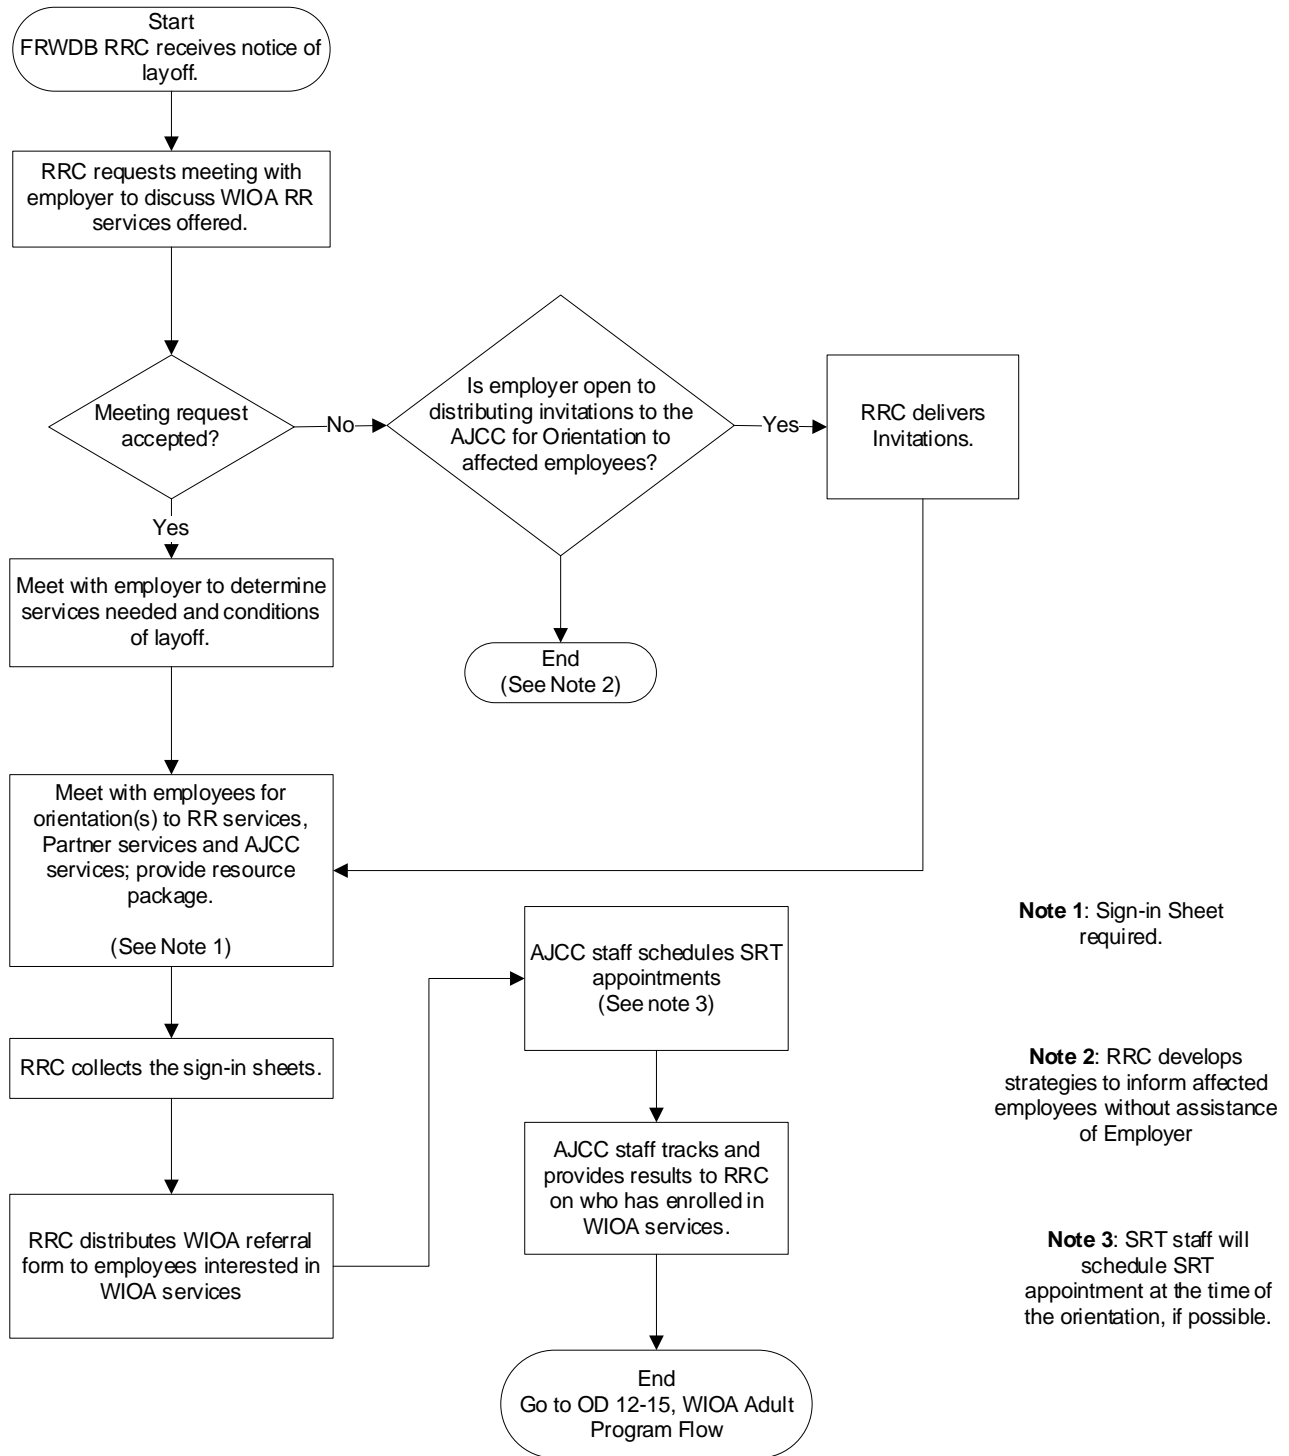 Start
FRWDB RRC receives notice of
layoff.
RRC requests meeting with
employer to discuss WIOA RR
services offered.
Meeting request
accepted?
No
Is employer open to
distributing invitations to the
AJCC for Orientation to
affected employees?
Yes
RRC delivers
Invitations.
Yes
Meet with employer to determine
services needed and conditions
of layoff.
End
(See Note 2)
Meet with employees for
orientation(s) to RR services,
Partner services and AJCC
services; provide resource
package.
(See Note 1)
RRC collects the sign-in sheets.
RRC distributes WIOA referral
form to employees interested in
WIOA services
AJCC staff schedules SRT
appointments
(See note 3)
AJCC staff tracks and
provides results to RRC
on who has enrolled in
WIOA services.
End
Go to OD 12-15, WIOA Adult
Program Flow
Note 1: Sign-in Sheet
required.
Note 2: RRC develops
strategies to inform affected
employees without assistance
of Employer
Note 3: SRT staff will
schedule SRT
appointment at the time of
the orientation, if possible.